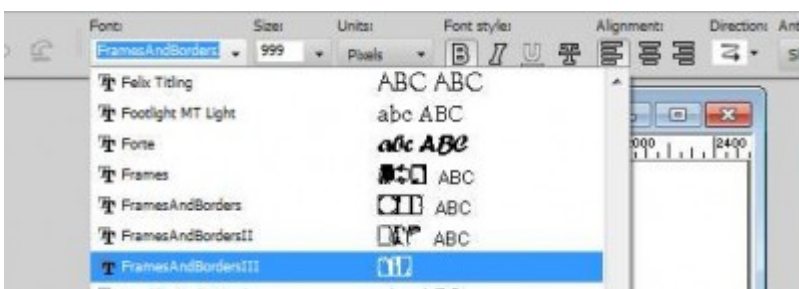 Font: Size: Units: Font style: Alignment: Direction: Ant
FramesAndBorders 999 Pixels B I U T
Felix Titling ABC ABC
Footlight MT Light abc ABC
Forte abc ABC
Frames ABC
FramesAndBorders ABC
FramesAndBordersII ABC
FramesAndBordersIII
2400